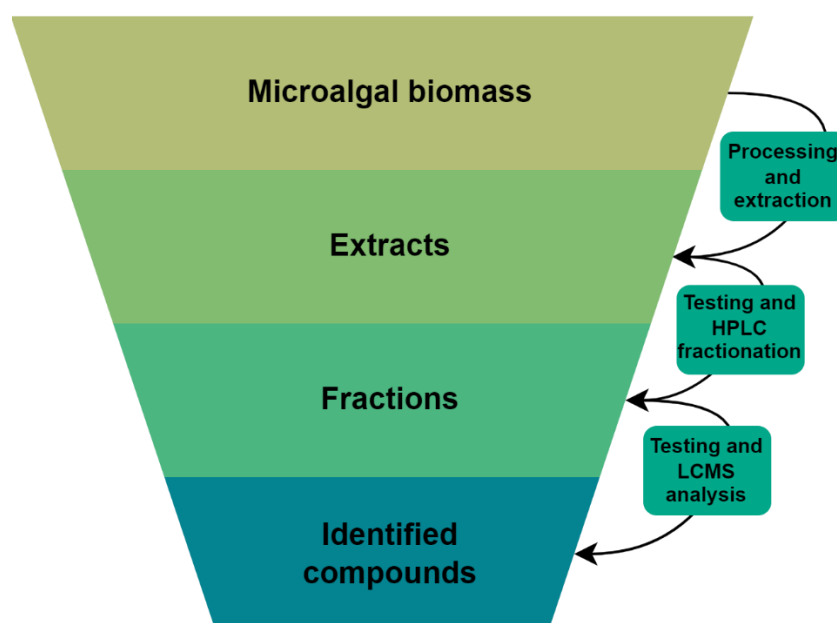 Microalgal biomass
Processing
and
extraction
Extracts
Testing and
HPLC
fractionation
Fractions
Testing and
LCMS
analysis
Identified
compounds